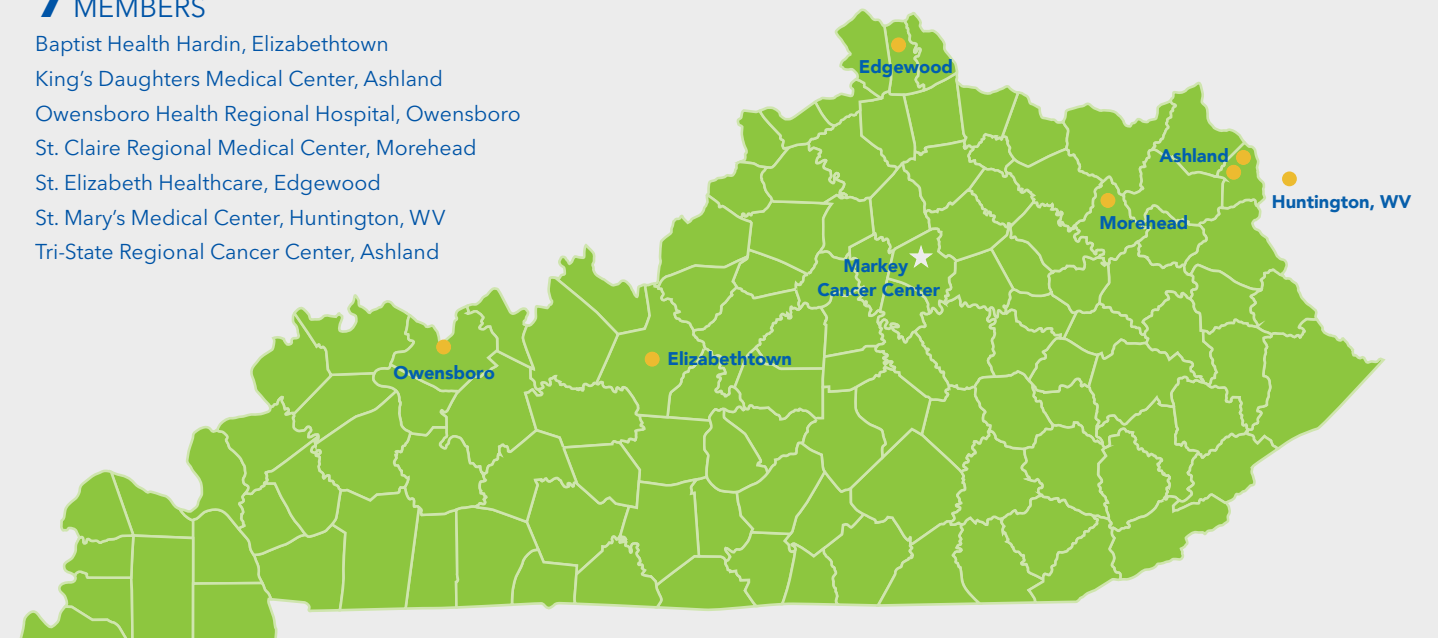 7 MEMBERS
Baptist Health Hardin, Elizabethtown
King’s Daughters Medical Center, Ashland
Owensboro Health Regional Hospital, Owensboro
St. Claire Regional Medical Center, Morehead
St. Elizabeth Healthcare, Edgewood
St. Mary’s Medical Center, Huntington, WV
Tri-State Regional Cancer Center, Ashland
Edgewood
Ashland
Huntington, WV
Morehead
Markey
Cancer Center
Elizabethtown
Owensboro